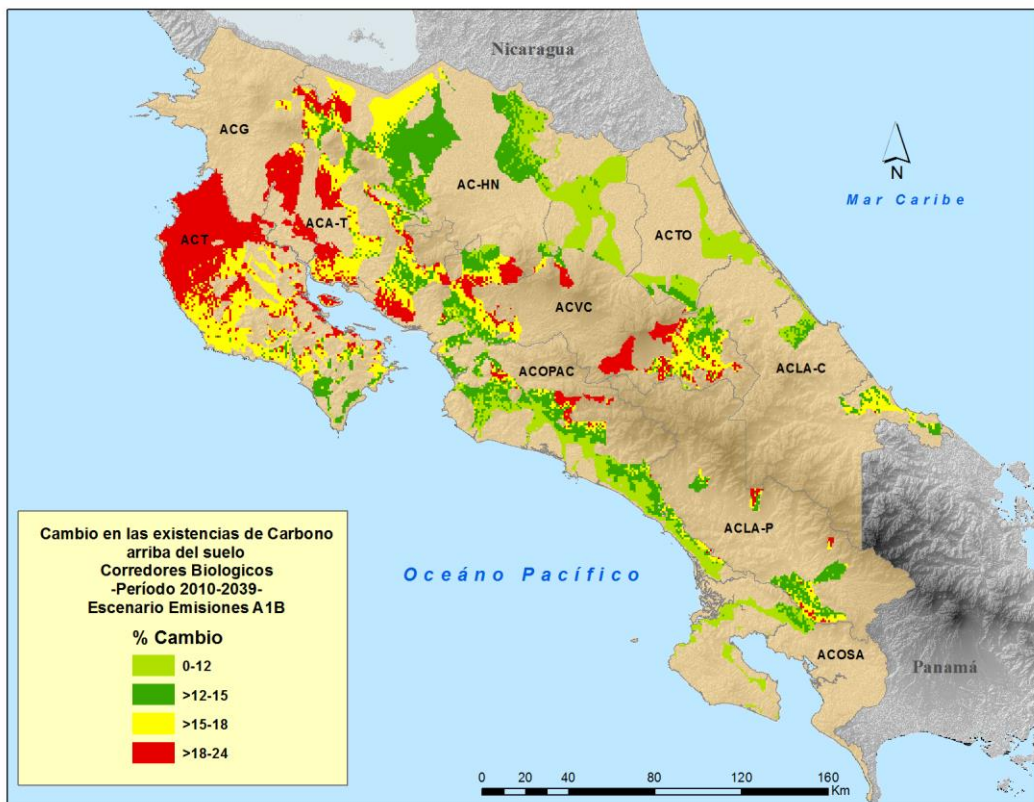 Nicaragua
ACG
AC-HN
Mar Caribe
N
ACT
ACA-T
ACTO
ACVC
ACLA-C
ACOPAC
ACLA-P
Océano Pacífico
ACOSA
Panamá
Cambio en las existencias de Carbono
arriba del suelo
Corredores Biologicos
-Período 2010-2039-
Escenario Emisiones A1B
% Cambio
0-12
>12-15
>15-18
>18-24
0 20 40 80 120 160
Km